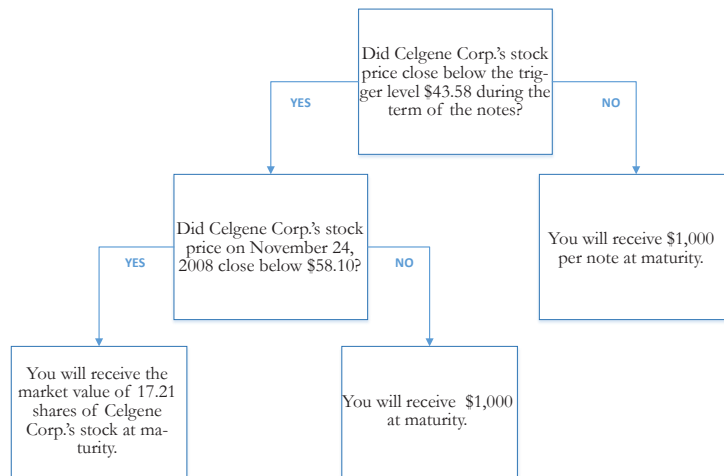 Did Celgene Corp.'s stock
price close below the trig-
ger level $43.58 during the
term of the notes?
YES
NO
Did Celgene Corp.'s stock
price on November 24,
2008 close below $58.10?
You will receive $1,000
per note at maturity.
YES
NO
You will receive the
market value of 17.21
shares of Celgene
Corp.'s stock at ma-
turity.
You will receive $1,000
at maturity.